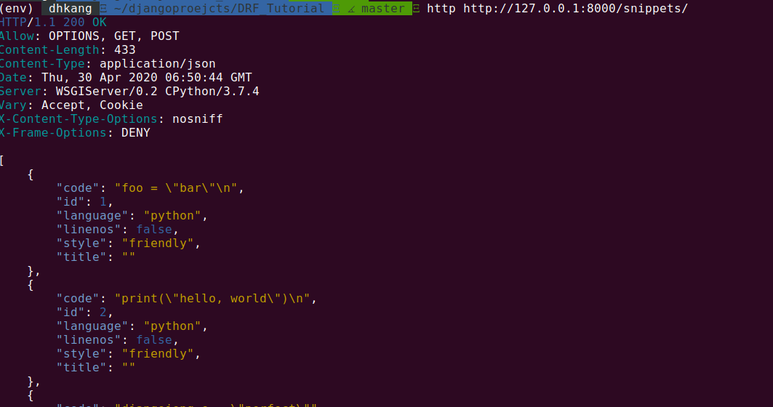 (env) dhkang ~/djangoproejcts/DRF_Tutorial master http http://127.0.0.1:8000/snippets/
HTTP/1.1 200 OK
Allow: OPTIONS, GET, POST
Content-Length: 433
Content-Type: application/json
Date: Thu, 30 Apr 2020 06:50:44 GMT
Server: WSGIServer/0.2 CPython/3.7.4
Vary: Accept, Cookie
X-Content-Type-Options: nosniff
X-Frame-Options: DENY
[
    {
        "code": "foo = \"bar\"\n",
        "id": 1,
        "language": "python",
        "linenos": false,
        "style": "friendly",
        "title": ""
    },
    {
        "code": "print(\"hello, world\")\n",
        "id": 2,
        "language": "python",
        "linenos": false,
        "style": "friendly",
        "title": ""
    },
    {